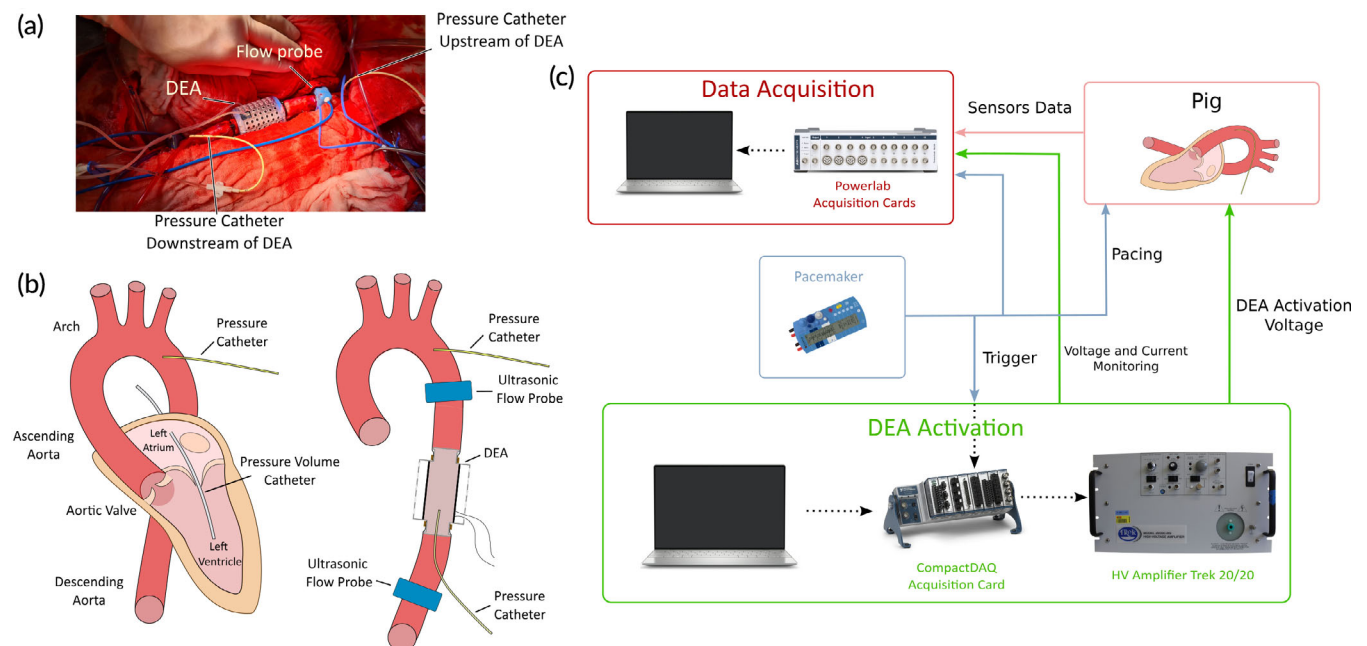 (a)
Pressure Catheter
Upstream of DEA
Flow probe
DEA
Pressure Catheter
Downstream of DEA
(b)
Arch
Pressure
Catheter
Ascending
Aorta
Left
Atrium
Pressure Volume
Catheter
Aortic Valve
Left
Ventricle
Descending
Aorta
Pressure
Catheter
Ultrasonic
Flow Probe
DEA
Ultrasonic
Flow Probe
Pressure
Catheter
(c)
Data Acquisition
Powerlab
Acquisition Cards
Sensors Data
Pig
Pacemaker
Pacing
Trigger
Voltage and Current
Monitoring
DEA Activation
Voltage
DEA Activation
CompactDAQ
Acquisition Card
TREK
HV Amplifier Trek 20/20